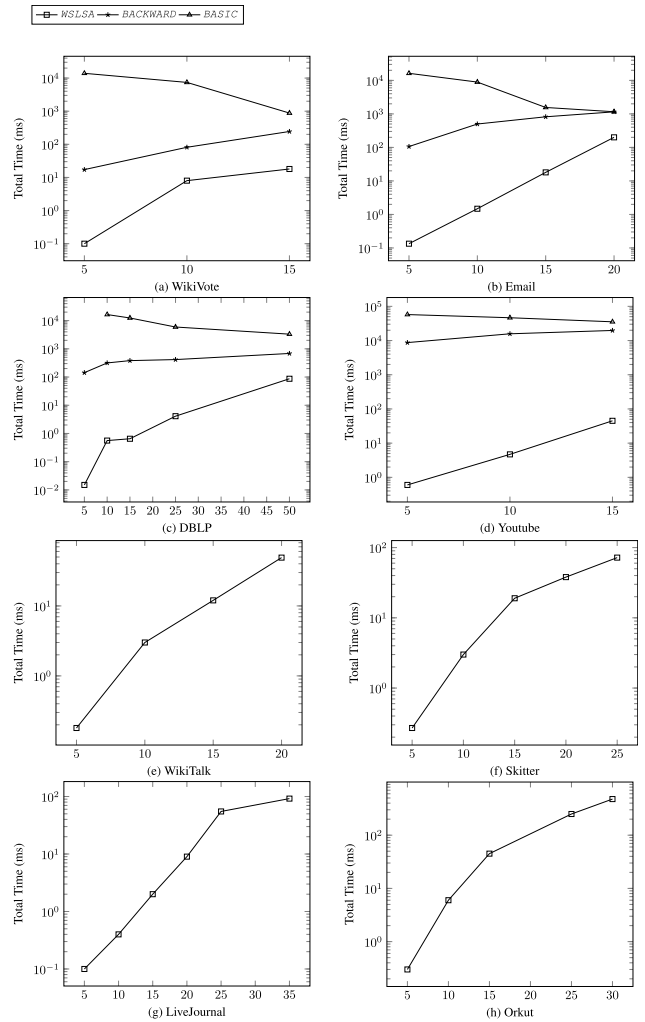 WSLSA BACKWARD BASIC
Total Time (ms)
10^4
10^3
10^2
10^1
10^0
10^−1
5 10 15
(a) WikiVote
Total Time (ms)
10^4
10^3
10^2
10^1
10^0
10^−1
5 10 15 20
(b) Email
Total Time (ms)
10^4
10^3
10^2
10^1
10^0
10^−1
10^−2
5 10 15 20 25 30 35 40 45 50
(c) DBLP
Total Time (ms)
10^5
10^4
10^3
10^2
10^1
10^0
5 10 15
(d) Youtube
Total Time (ms)
10^1
10^0
5 10 15 20
(e) WikiTalk
Total Time (ms)
10^2
10^1
10^0
5 10 15 20 25
(f) Skitter
Total Time (ms)
10^2
10^1
10^0
10^−1
5 10 15 20 25 30 35
(g) LiveJournal
Total Time (ms)
10^2
10^1
10^0
5 10 15 20 25 30
(h) Orkut